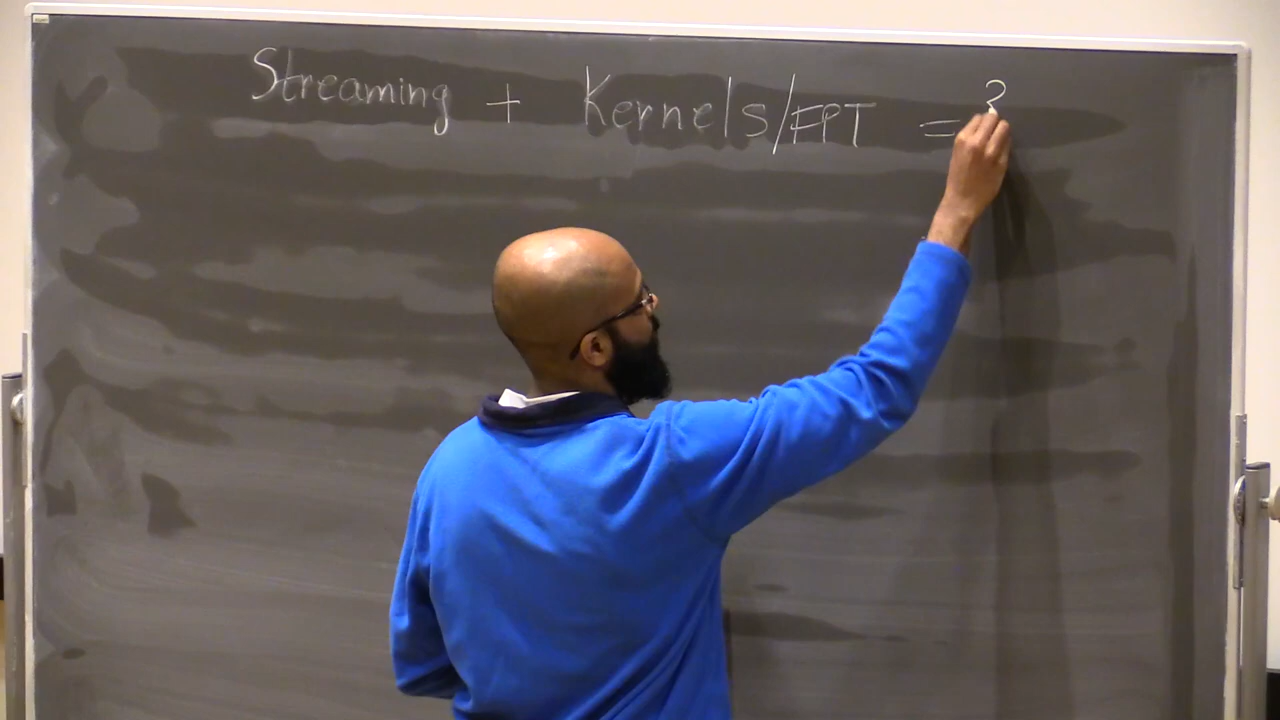 Streaming + Kernels/FPT = ?